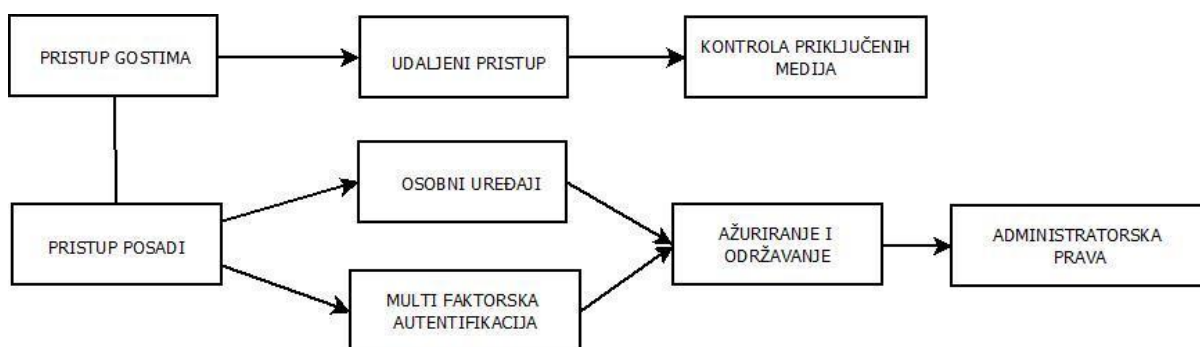 PRISTUP GOSTIMA
UDALJENI PRISTUP
KONTROLA PRIKLJUČENIH
MEDIJA
OSOBNI UREĐAJI
PRISTUP POSADI
AŽURIRANJE I
ODRŽAVANJE
ADMINISTRATORSKA
PRAVA
MULTI FAKTORSKA
AUTENTIFIKACIJA